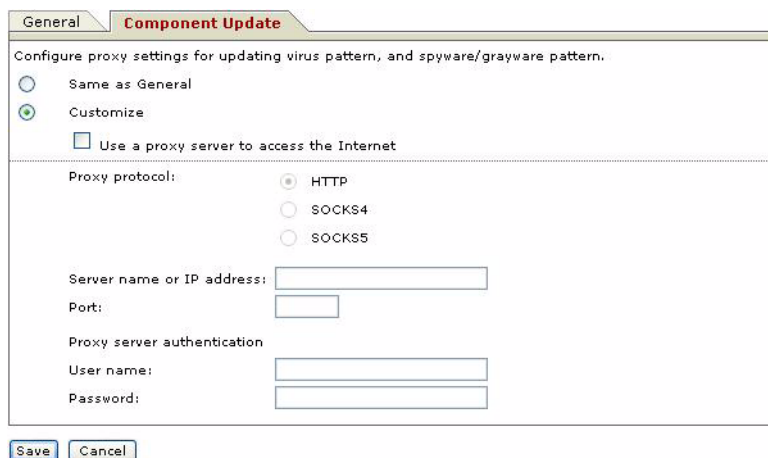 General Component Update
Configure proxy settings for updating virus pattern, and spyware/grayware pattern.
Same as General
Customize
Use a proxy server to access the Internet
Proxy protocol: HTTP
SOCKS4
SOCKS5
Server name or IP address:
Port:
Proxy server authentication
User name:
Password:
Save Cancel